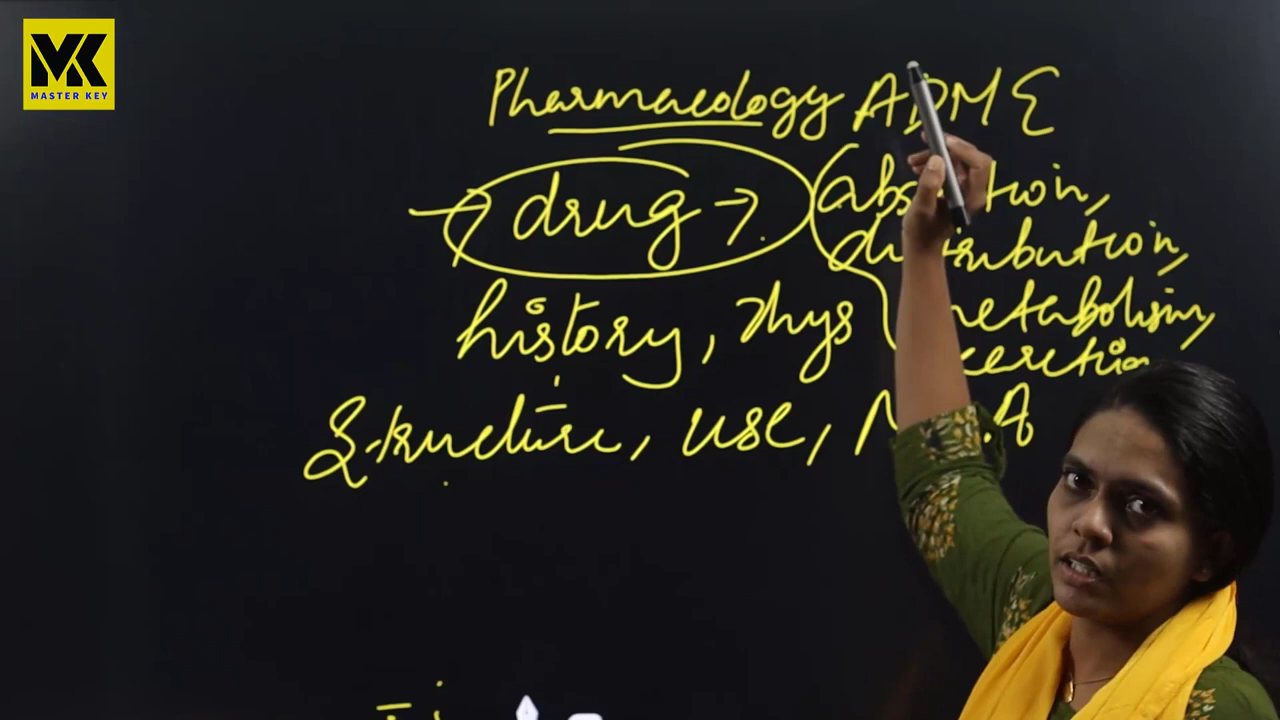 MK
MASTER KEY
Pharmacology ADME
→ drug → absorption,
distribution,
history, Phys metabolism,
excretion
Structure, use, M.O.A